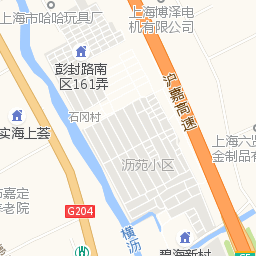 上海市哈哈玩具厂
上海博泽电
机有限公司
彭封路南
区161弄
沪嘉高速
石冈村
实海上荟
上海六
金制品有
沥苑小区
市嘉定
养老院
G204
横沥
碧海新村